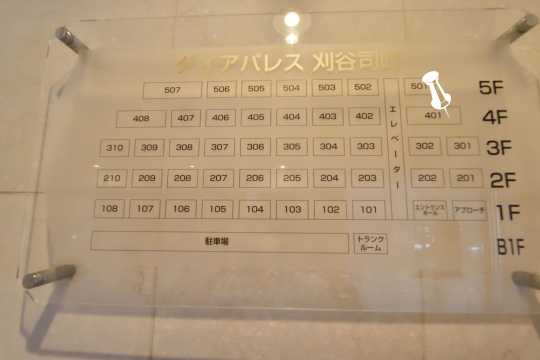 ダイアパレス 刈谷司町
507 506 505 504 503 502 501 5F
408 407 406 405 404 403 402 401 4F
310 309 308 307 306 305 304 303 302 301 3F
210 209 208 207 206 205 204 203 202 201 2F
108 107 106 105 104 103 102 101 エントランスホール アプローチ 1F
エレベーター
駐車場 トランクルーム B1F